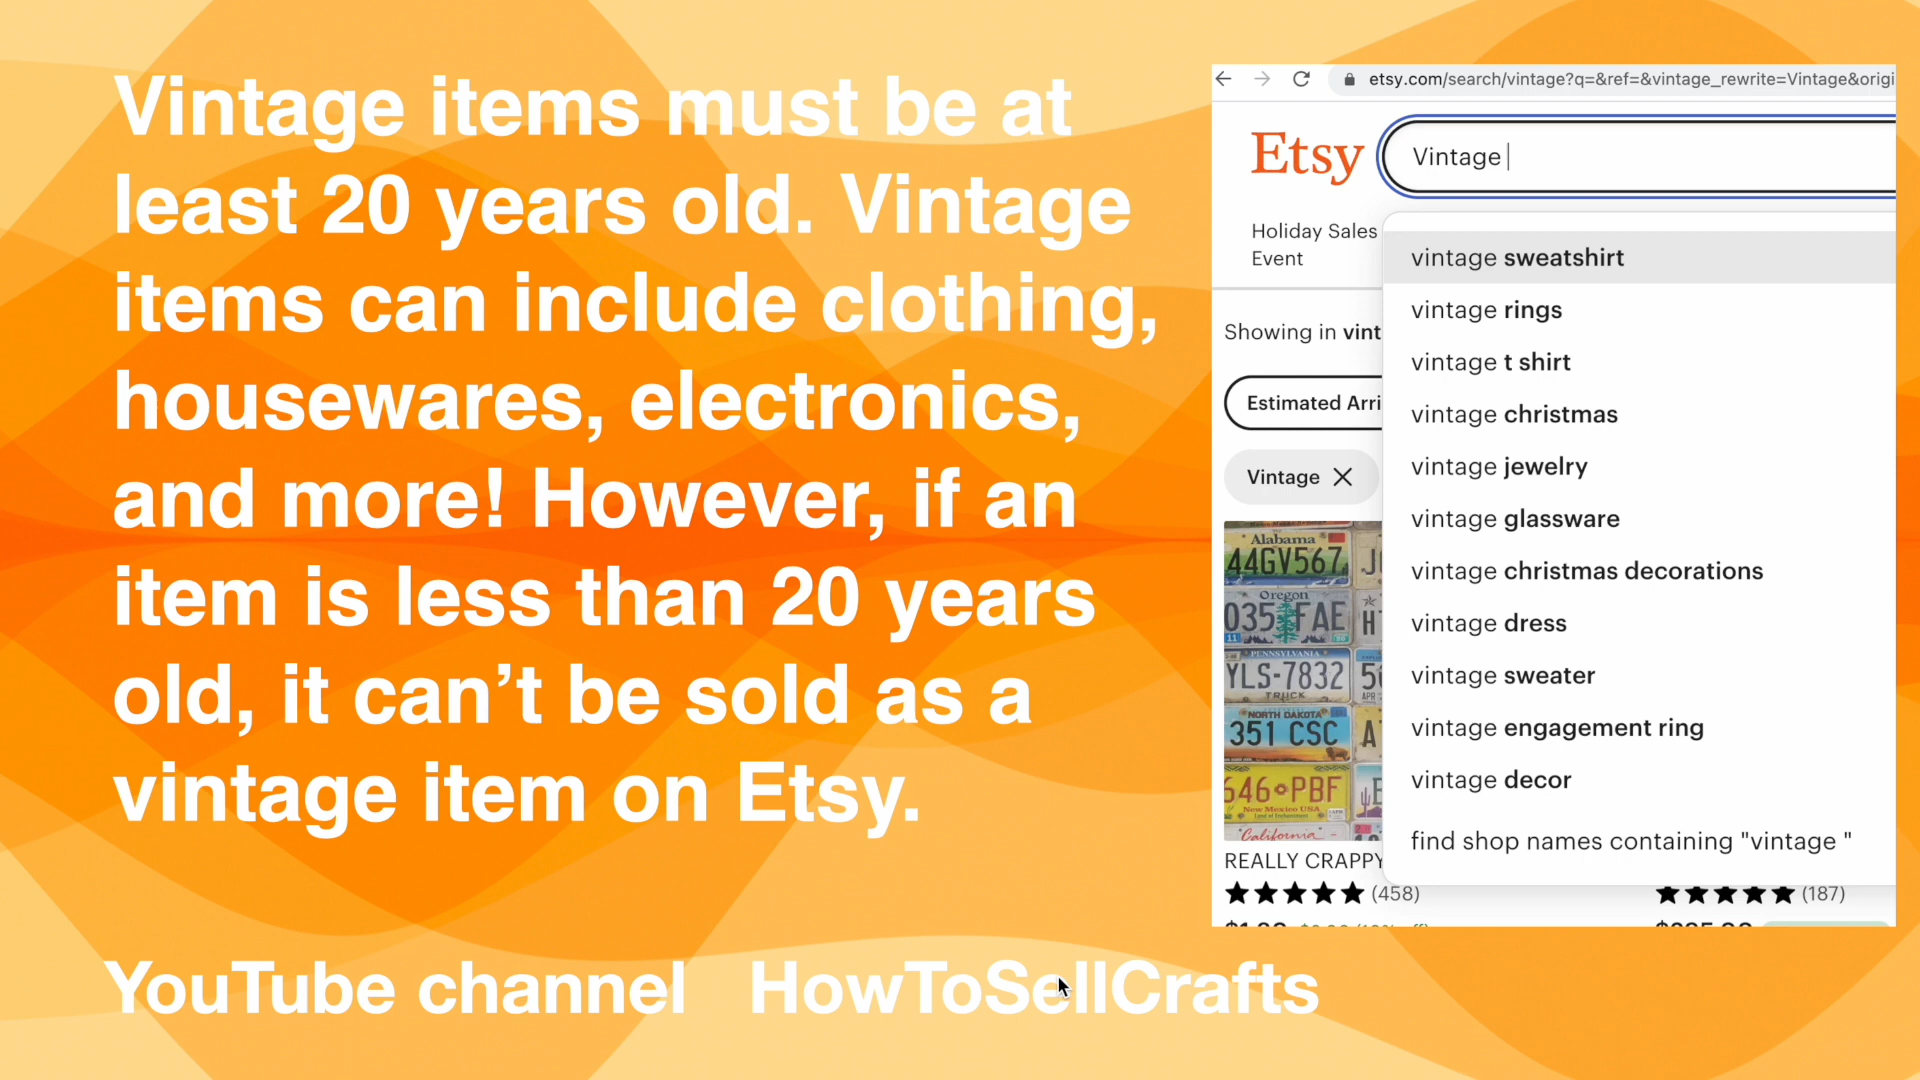 Vintage items must be at
least 20 years old. Vintage
items can include clothing,
housewares, electronics,
and more! However, if an
item is less than 20 years
old, it can’t be sold as a
vintage item on Etsy.
YouTube channel HowToSellCrafts
etsy.com/search/vintage?q=&ref=&vintage_rewrite=Vintage&origi
Etsy
Vintage
Holiday Sales
Event
vintage sweatshirt
vintage rings
vintage t shirt
vintage christmas
vintage jewelry
vintage glassware
vintage christmas decorations
vintage dress
vintage sweater
vintage engagement ring
vintage decor
find shop names containing "vintage "
Showing in vint
Estimated Arri
Vintage
Alabama
44GV567
Oregon
035 FAE
11
PENNSYLVANIA
YLS-7832
TRUCK
APR
NORTH DAKOTA
351 CSC
646 PBF
New Mexico USA
Land of Enchantment
California
REALLY CRAPPY
(458)
(187)